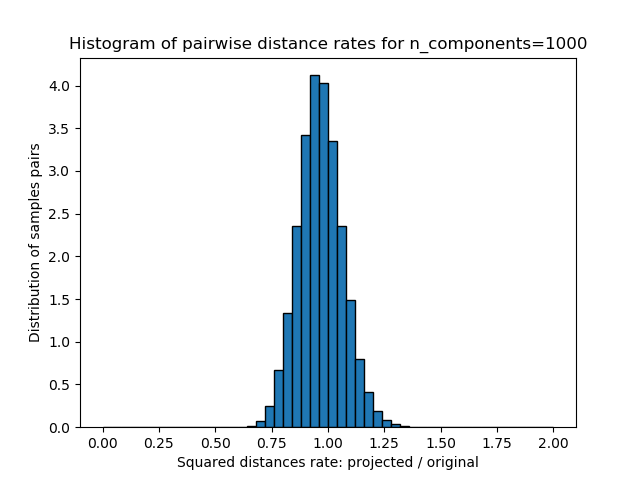 Histogram of pairwise distance rates for n_components=1000
4.0
3.5
3.0
2.5
2.0
1.5
1.0
0.5
0.0
Distribution of samples pairs
0.00 0.25 0.50 0.75 1.00 1.25 1.50 1.75 2.00
Squared distances rate: projected / original